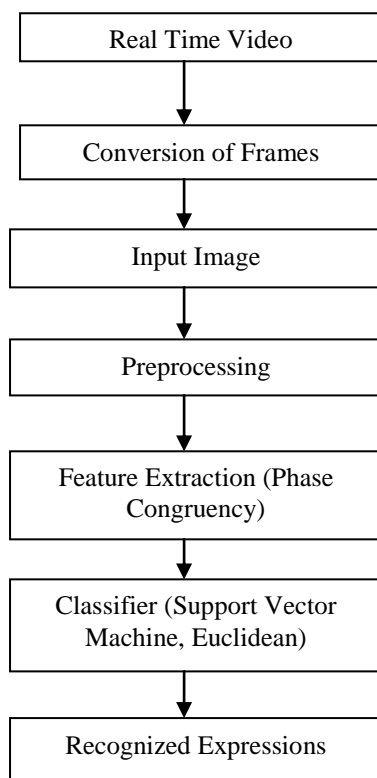 Real Time Video
Conversion of Frames
Input Image
Preprocessing
Feature Extraction (Phase
Congruency)
Classifier (Support Vector
Machine, Euclidean)
Recognized Expressions